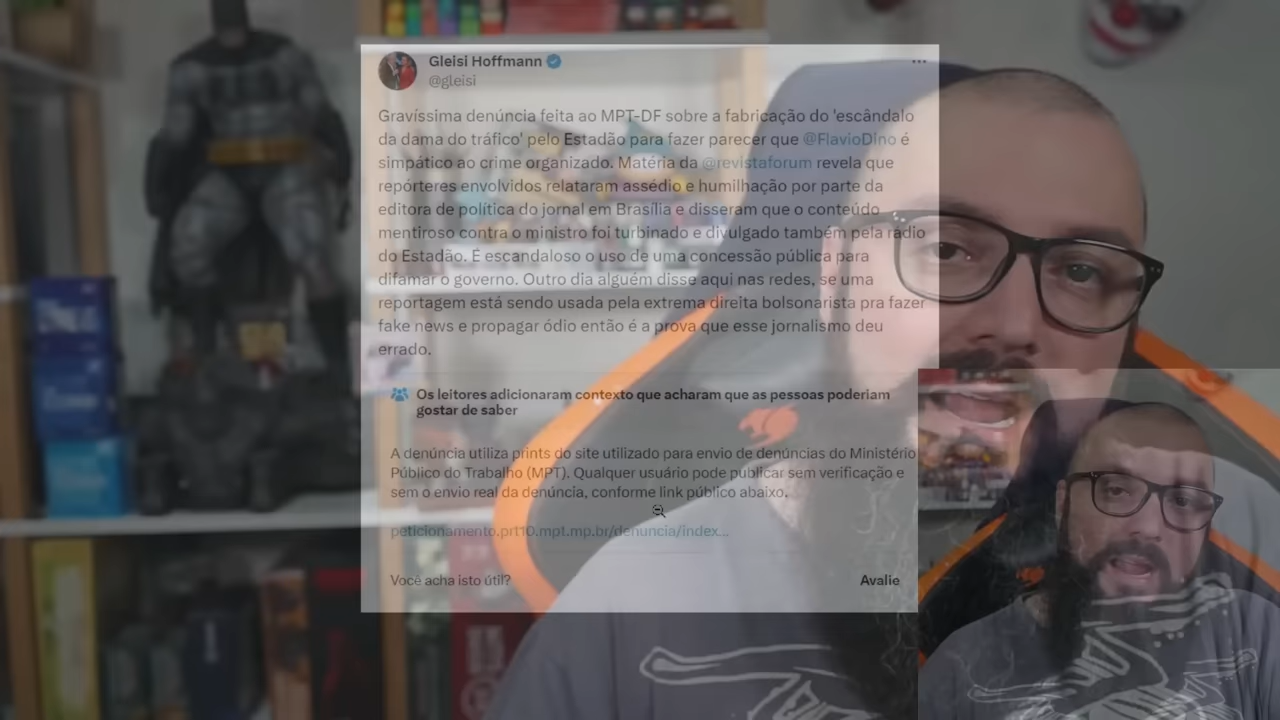 Gleisi Hoffmann
@gleisi
Gravíssima denúncia feita ao MPT-DF sobre a fabricação do 'escândalo
da dama do tráfico' pelo Estadão para fazer parecer que @FlavioDino é
simpático ao crime organizado. Matéria da @revistaforum revela que
repórteres envolvidos relataram assédio e humilhação por parte da
editora de política do jornal em Brasília e disseram que o conteúdo
mentiroso contra o ministro foi turbinado e divulgado também pela rádio
do Estadão. É escandaloso o uso de uma concessão pública para
difamar o governo. Outro dia alguém disse aqui nas redes, se uma
reportagem está sendo usada pela extrema direita bolsonarista pra fazer
fake news e propagar ódio então é a prova que esse jornalismo deu
errado.
Os leitores adicionaram contexto que acharam que as pessoas poderiam
gostar de saber
A denúncia utiliza prints do site utilizado para envio de denúncias do Ministério
Público do Trabalho (MPT). Qualquer usuário pode publicar sem verificação e
sem o envio real da denúncia, conforme link público abaixo.
peticionamento.prt10.mpt.mp.br/denuncia/index...
Você acha isto útil?
Avalie